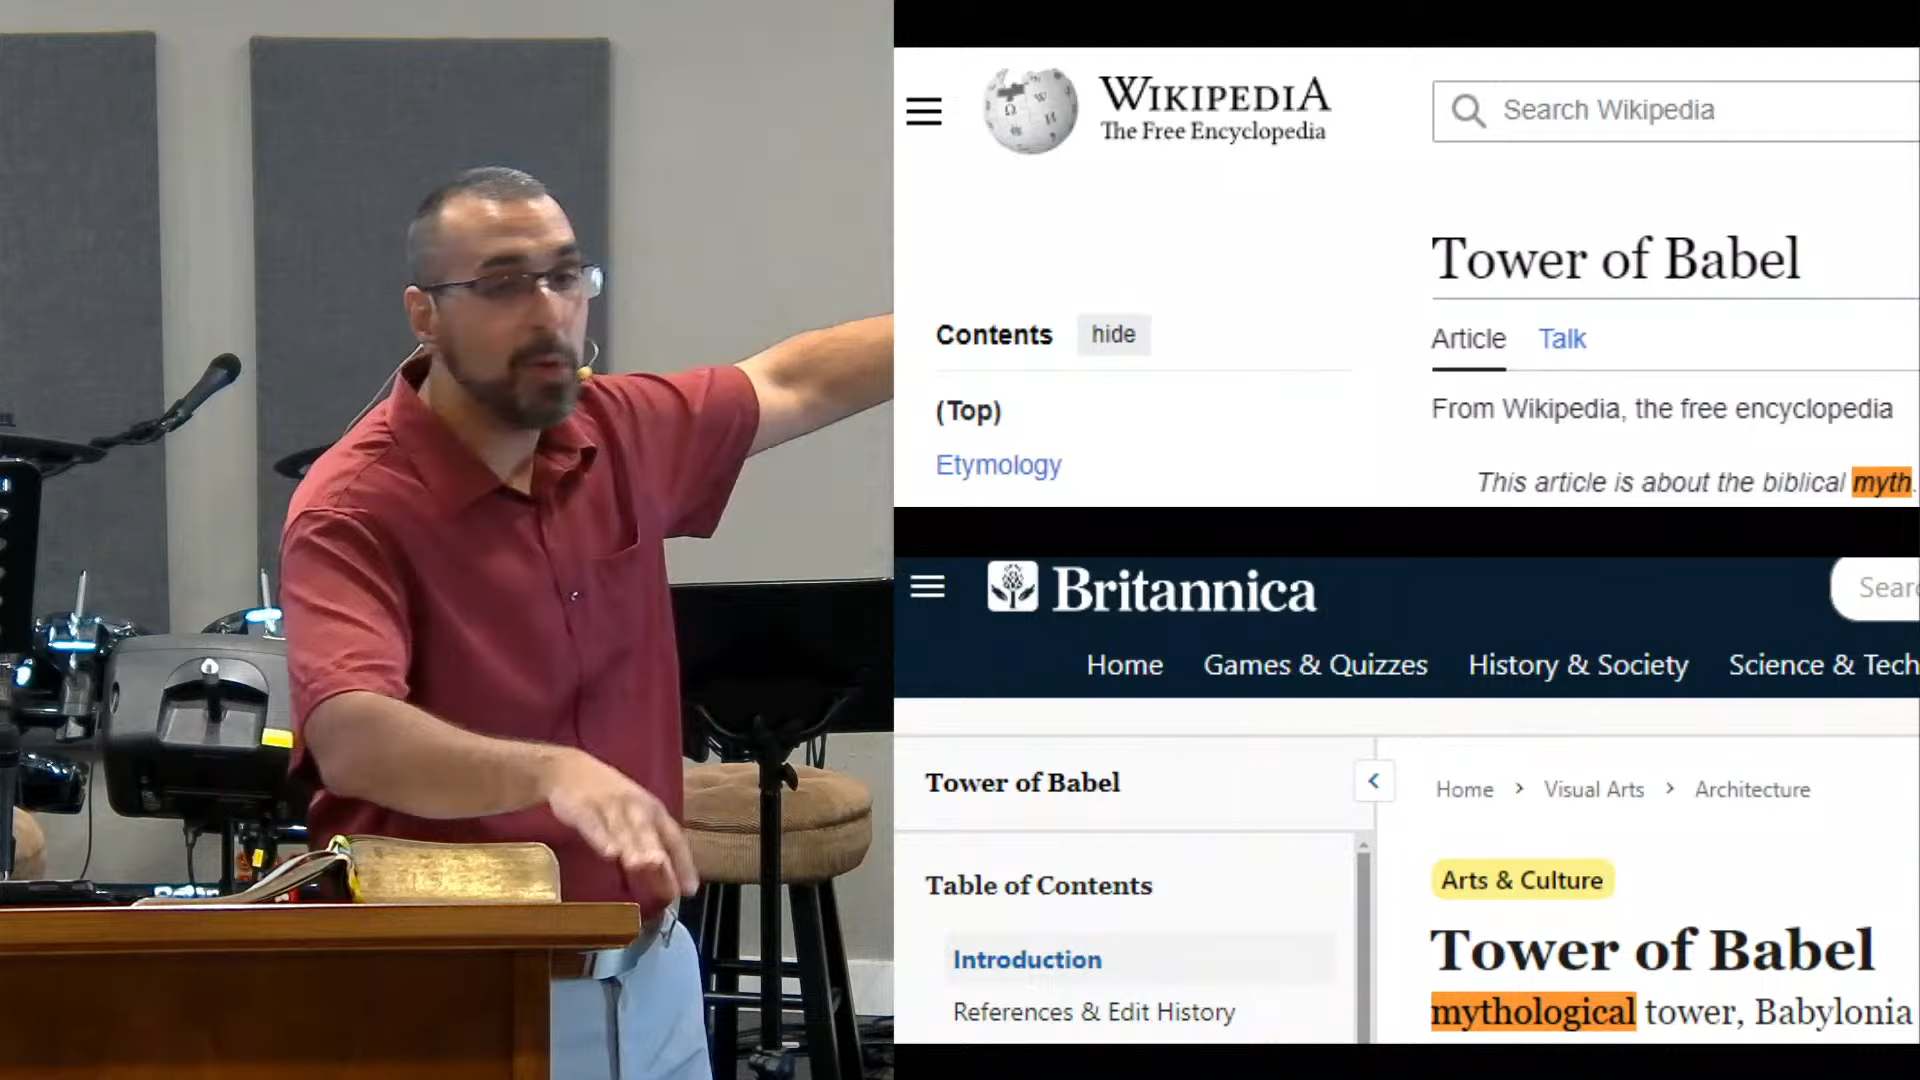 WIKIPEDIA
The Free Encyclopedia
Search Wikipedia
Tower of Babel
Contents hide
Article Talk
(Top)
From Wikipedia, the free encyclopedia
Etymology
This article is about the biblical myth.
Britannica
Sear
Home Games & Quizzes History & Society Science & Tech
Tower of Babel
Home > Visual Arts > Architecture
Table of Contents
Arts & Culture
Introduction
Tower of Babel
References & Edit History
mythological tower, Babylonia